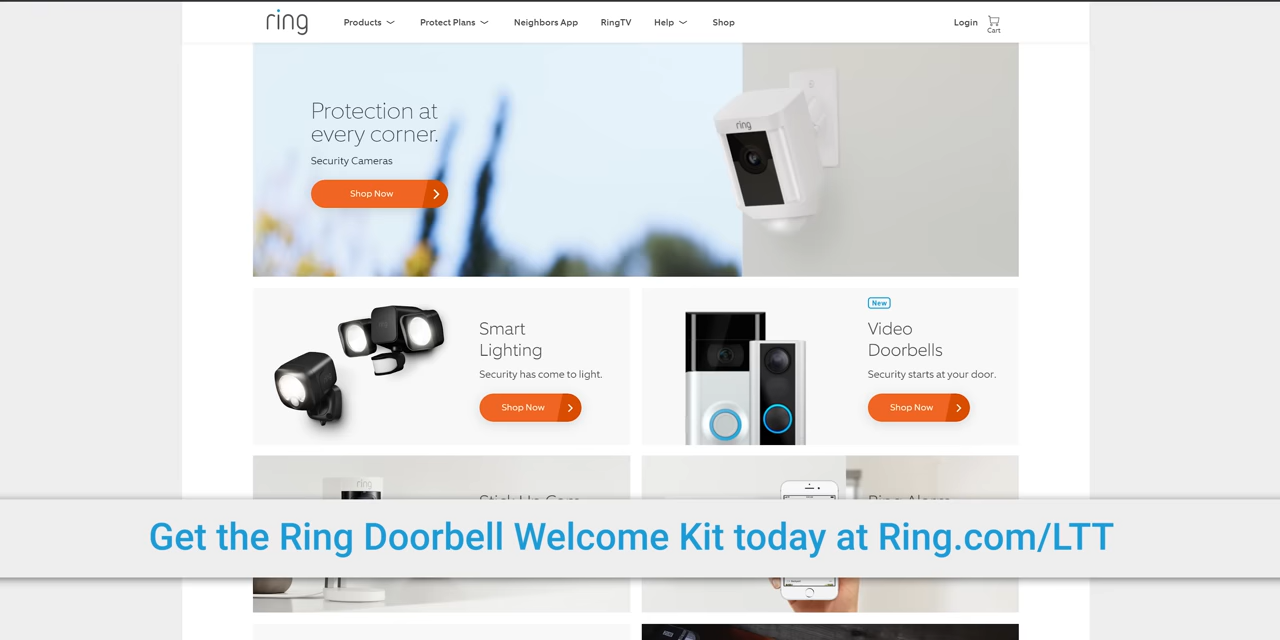 ring
Products
Protect Plans
Neighbors App
RingTV
Help
Shop
Login
Cart
Protection at
every corner.
Security Cameras
Shop Now
ring
Smart
Lighting
Security has come to light.
Shop Now
New
Video
Doorbells
Security starts at your door.
Shop Now
ring
Get the Ring Doorbell Welcome Kit today at Ring.com/LTT